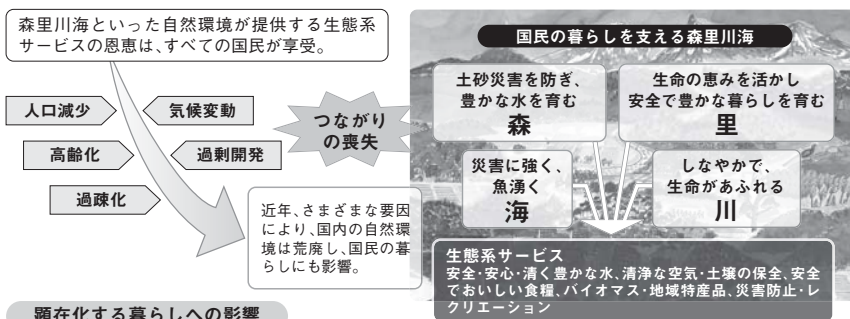 森里川海といった自然環境が提供する生態系
サービスの恩恵は、すべての国民が享受。
人口減少
気候変動
高齢化
過剰開発
過疎化
つながり
の喪失
近年、さまざまな要因
により、国内の自然環
境は荒廃し、国民の暮
らしにも影響。
顕在化する暮らしへの影響
国民の暮らしを支える森里川海
土砂災害を防ぎ、
豊かな水を育む
森
生命の恵みを活かし
安全で豊かな暮らしを育む
里
災害に強く、
魚湧く
海
しなやかで、
生命があふれる
川
生態系サービス
安全・安心・清く豊かな水、清浄な空気・土壌の保全、安全
でおいしい食糧、バイオマス・地域特産品、災害防止・レ
クリエーション